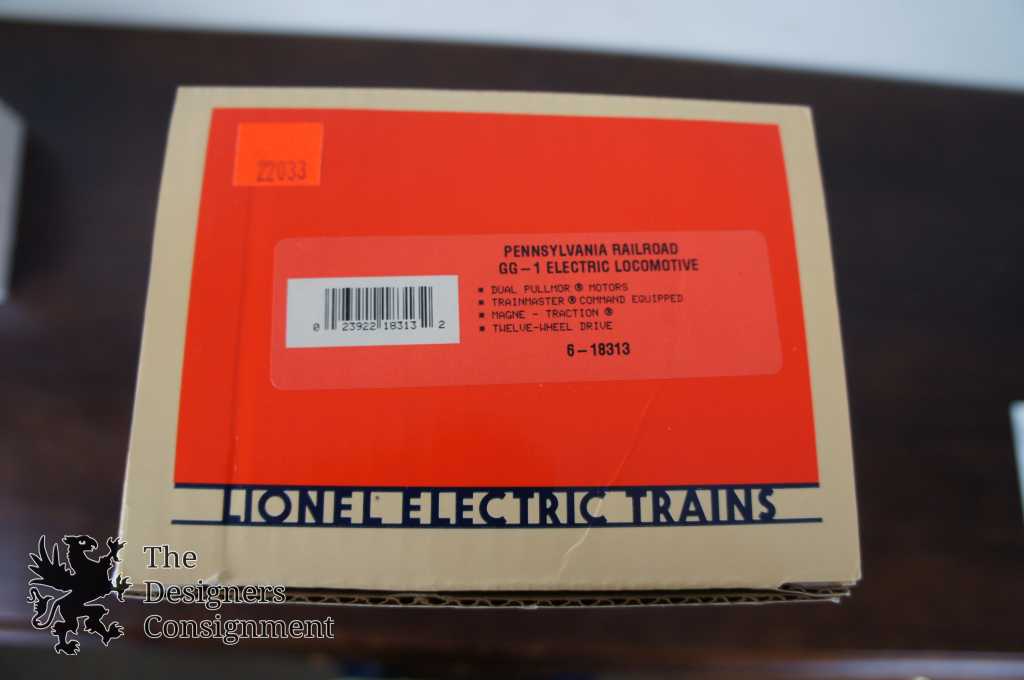 22033
PENNSYLVANIA RAILROAD
GG-1 ELECTRIC LOCOMOTIVE
▪ DUAL PULLMOR ® MOTORS
▪ TRAINMASTER ® COMMAND EQUIPPED
▪ MAGNE - TRACTION ®
▪ TWELVE-WHEEL DRIVE
6-18313
0 23922 18313 2
LIONEL ELECTRIC TRAINS
The
Designers
Consignment